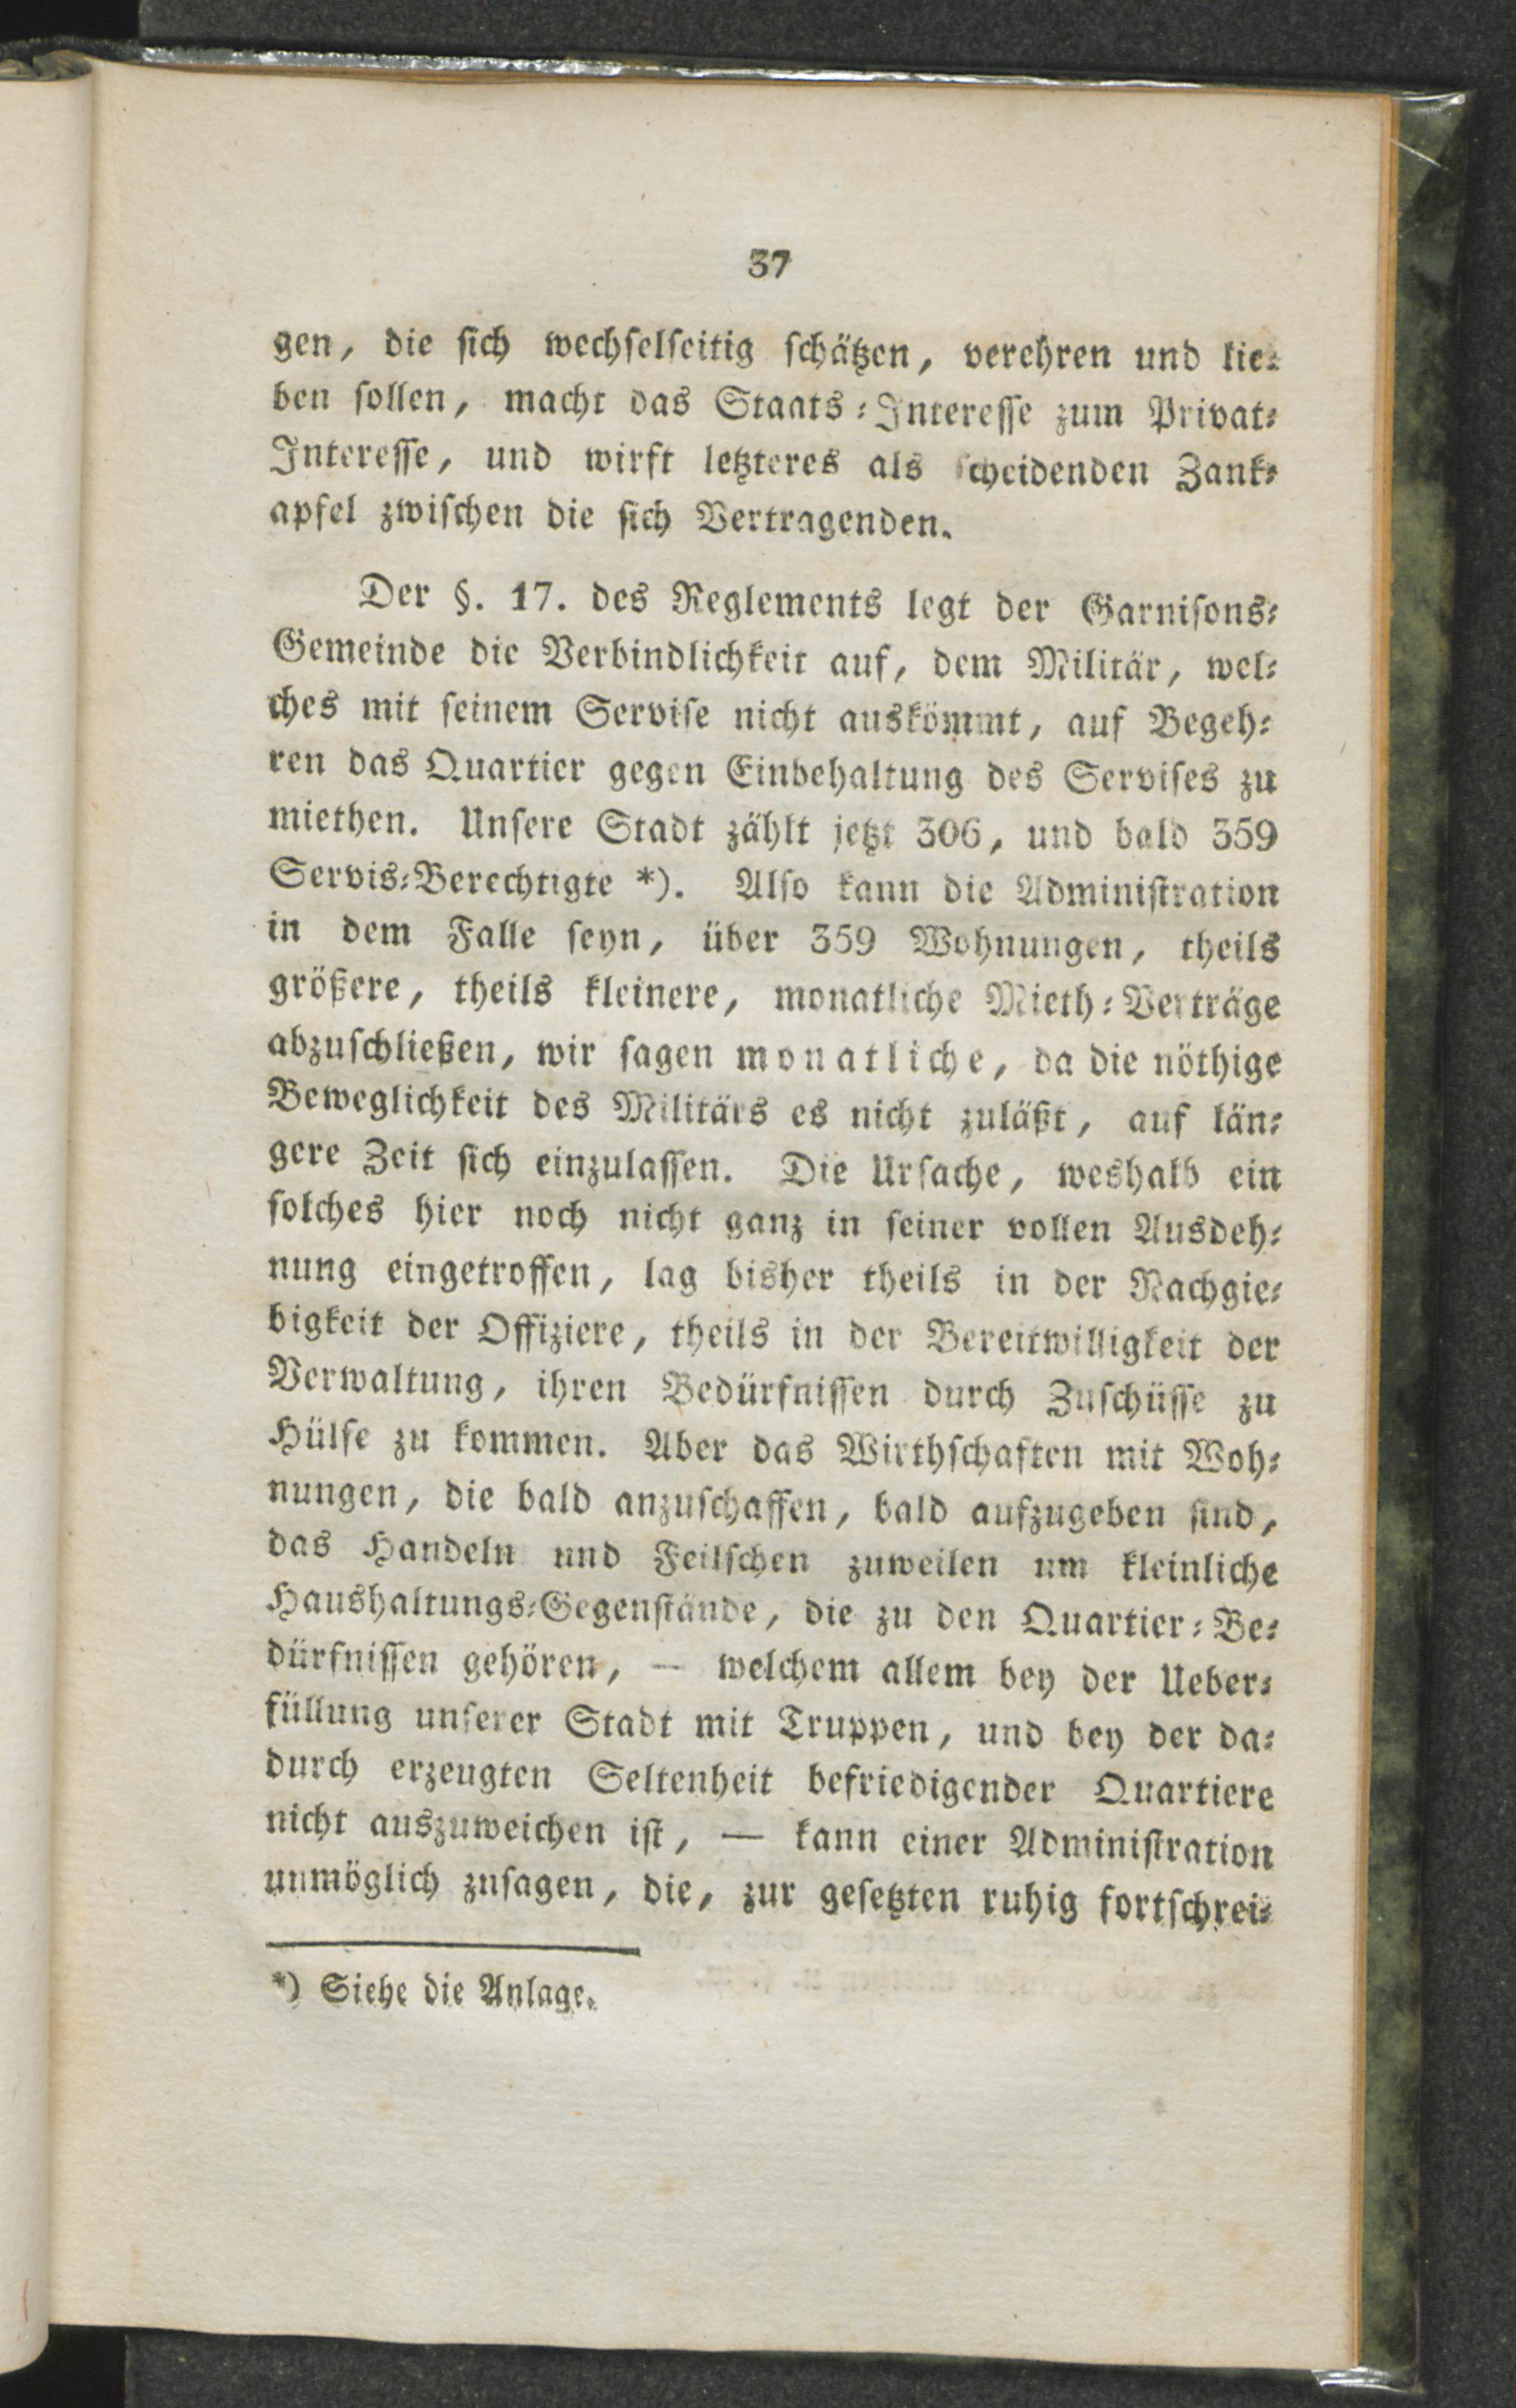 37
gen, die ſich wechſelſeitig ſchätzen, verehren und lie⸗
ben ſollen, macht das Staats⸗Intereſſe zum Privat⸗
Intereſſe, und wirft letzteres als ſcheidenden Zank⸗
apfel zwiſchen die ſich Vertragenden.
Der §. 17. des Reglements legt der Garniſons⸗
Gemeinde die Verbindlichkeit auf, dem Militär, wel⸗
ches mit ſeinem Serviſe nicht auskömmt, auf Begeh⸗
ren das Quartier gegen Einbehaltung des Serviſes zu
miethen. Unſere Stadt zählt jetzt 306, und bald 359
Servis⸗Berechtigte *). Alſo kann die Adminiſtration
in dem Falle ſeyn, über 359 Wohnungen, theils
größere, theils kleinere, monatliche Mieth⸗Verträge
abzuſchließen, wir ſagen monatliche, da die nöthige
Beweglichkeit des Militärs es nicht zuläßt, auf län⸗
gere Zeit ſich einzulaſſen. Die Urſache, weshalb ein
ſolches hier noch nicht ganz in ſeiner vollen Ausdeh⸗
nung eingetroffen, lag bisher theils in der Nachgie⸗
bigkeit der Offiziere, theils in der Bereitwilligkeit der
Verwaltung, ihren Bedürfniſſen durch Zuſchüſſe zu
Hülfe zu kommen. Aber das Wirthſchaften mit Woh⸗
nungen, die bald anzuſchaffen, bald aufzugeben ſind,
das Handeln und Feilſchen zuweilen um kleinliche
Haushaltungs⸗Gegenſtände, die zu den Quartier⸗Be⸗
dürfniſſen gehören, — welchem allem bey der Ueber⸗
füllung unſerer Stadt mit Truppen, und bey der da⸗
durch erzeugten Seltenheit befriedigender Quartiere
nicht auszuweichen iſt, — kann einer Adminiſtration
unmöglich zuſagen, die, zur geſetzten ruhig fortſchrei⸗
*) Siehe die Anlage.